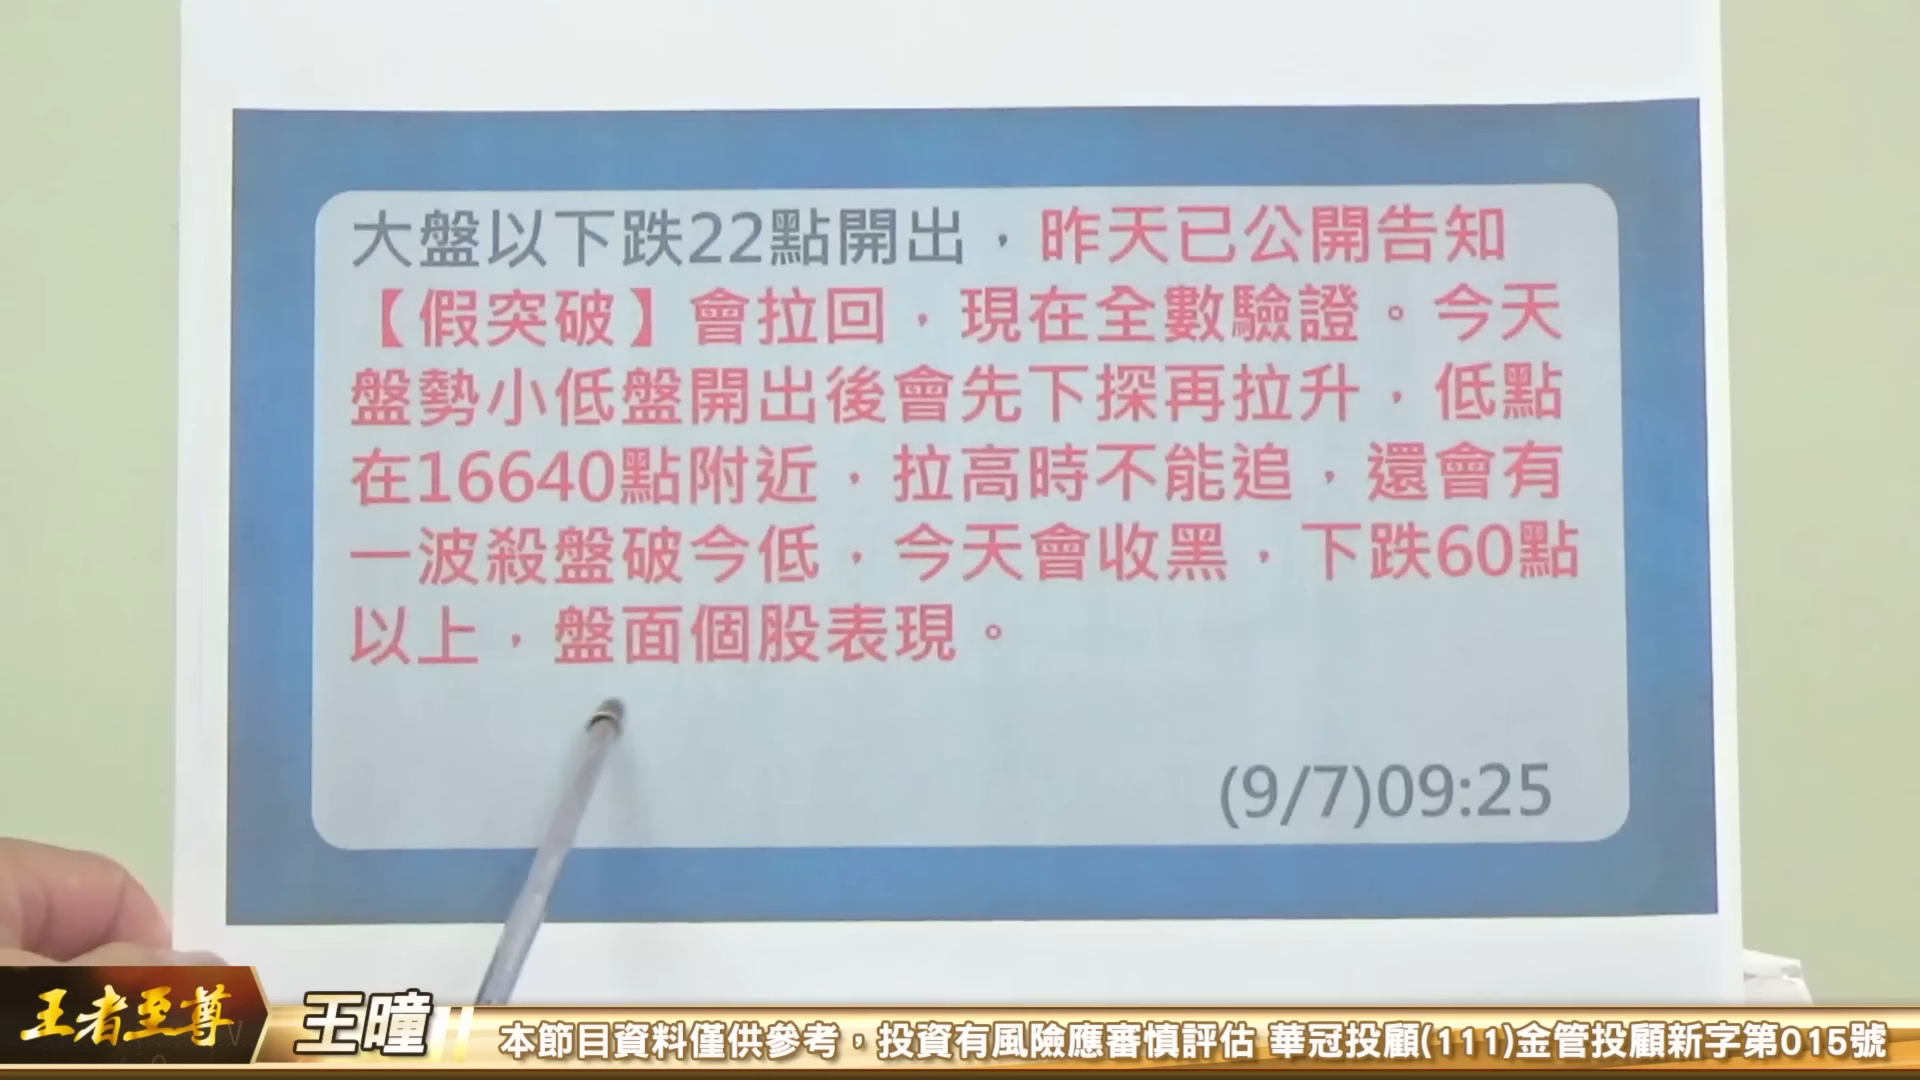 大盤以下跌22點開出，昨天已公開告知
【假突破】會拉回，現在全數驗證。今天
盤勢小低盤開出後會先下探再拉升，低點
在16640點附近，拉高時不能追，還會有
一波殺盤破今低，今天會收黑，下跌60點
以上，盤面個股表現。
(9/7)09:25
王者至尊
王曈
本節目資料僅供參考，投資有風險應審慎評估 華冠投顧(111)金管投顧新字第015號